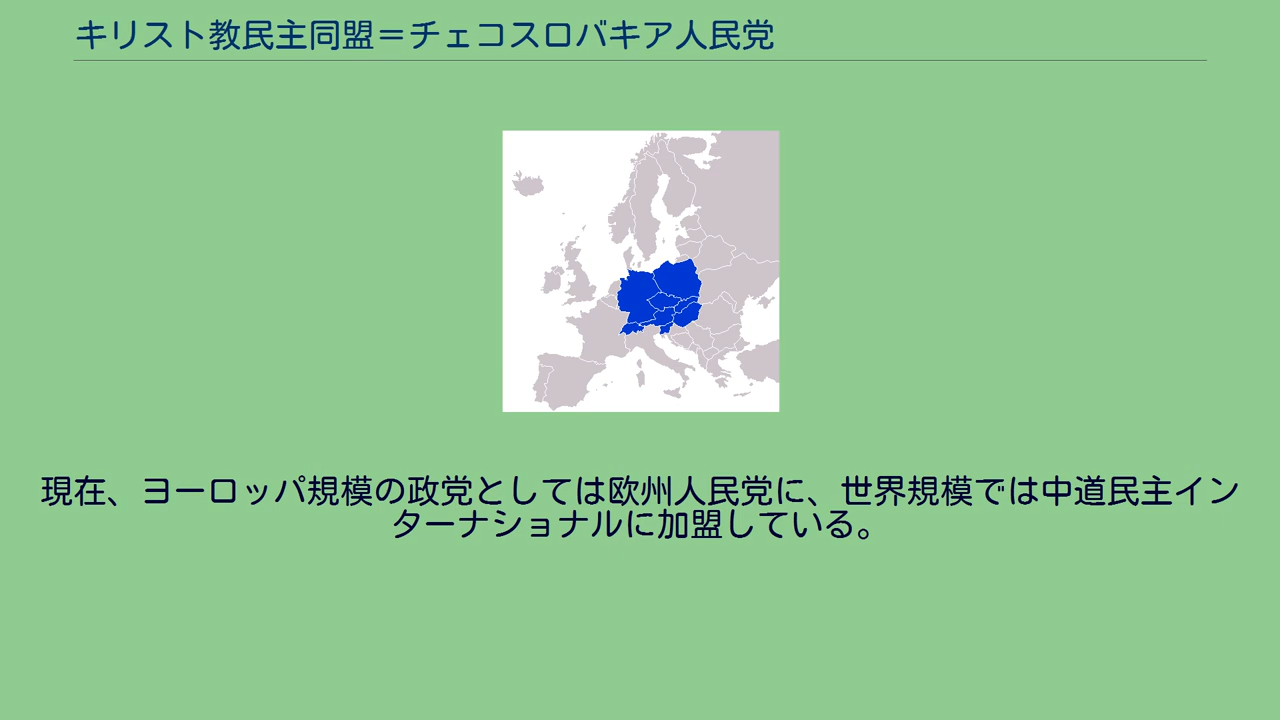 キリスト教民主同盟＝チェコスロバキア人民党
現在、ヨーロッパ規模の政党としては欧州人民党に、世界規模では中道民主イン
ターナショナルに加盟している。